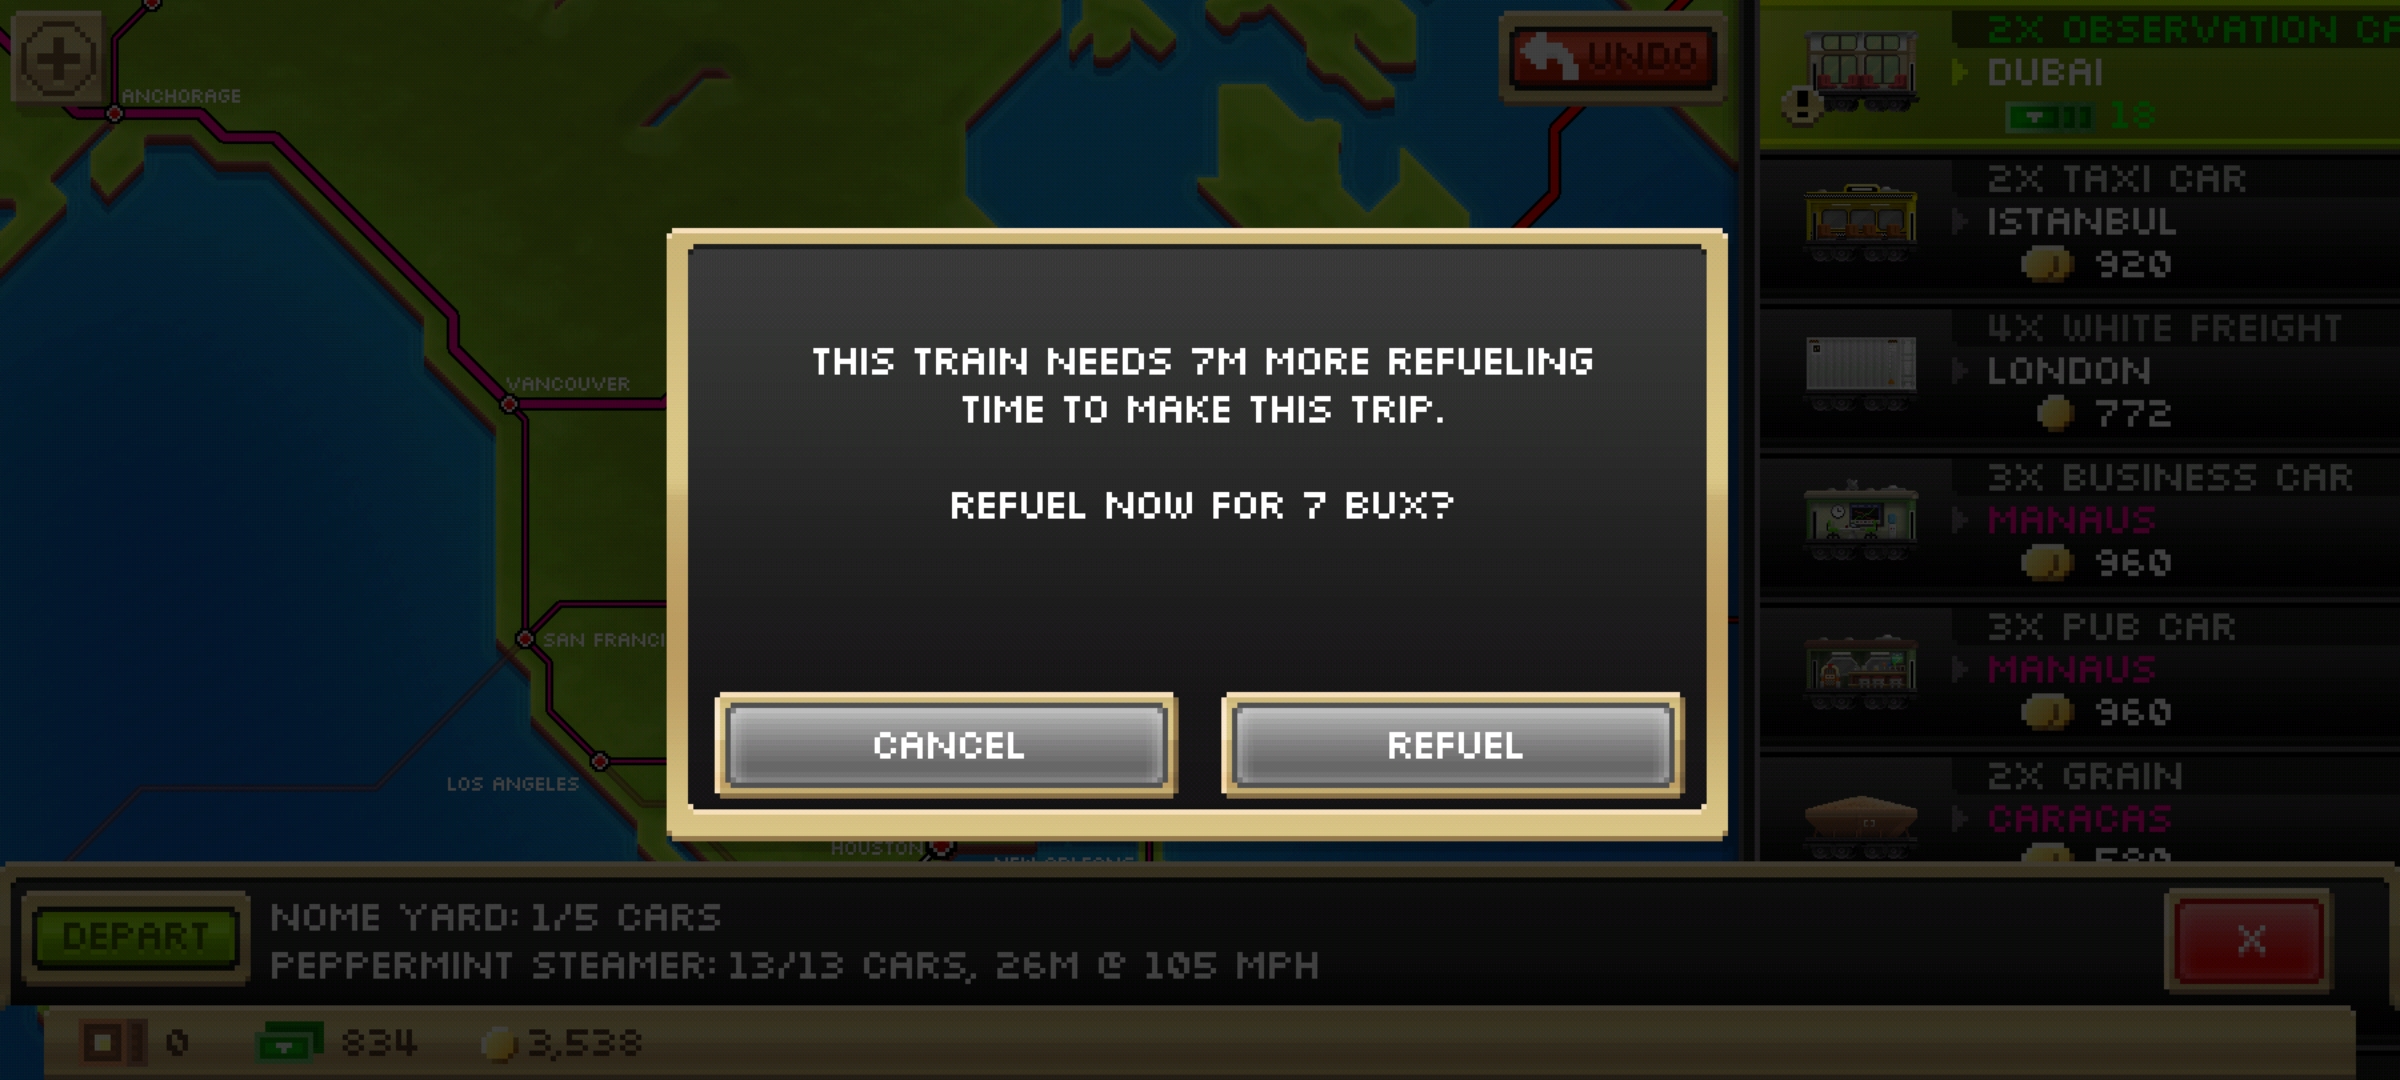 ANCHORAGE
UNDO
VANCOUVER
SAN FRANCI
LOS ANGELES
HOUSTON
NEW ORLEANS
THIS TRAIN NEEDS 7M MORE REFUELING
TIME TO MAKE THIS TRIP.
REFUEL NOW FOR 7 BUX?
CANCEL
REFUEL
2X OBSERVATION CA
DUBAI
18
2X TAXI CAR
ISTANBUL
920
4X WHITE FREIGHT
LONDON
772
3X BUSINESS CAR
MANAUS
960
3X PUB CAR
MANAUS
960
2X GRAIN
CARACAS
DEPART
NOME YARD: 1/5 CARS
PEPPERMINT STEAMER: 13/13 CARS, 26M @ 105 MPH
X
0
834
3,538